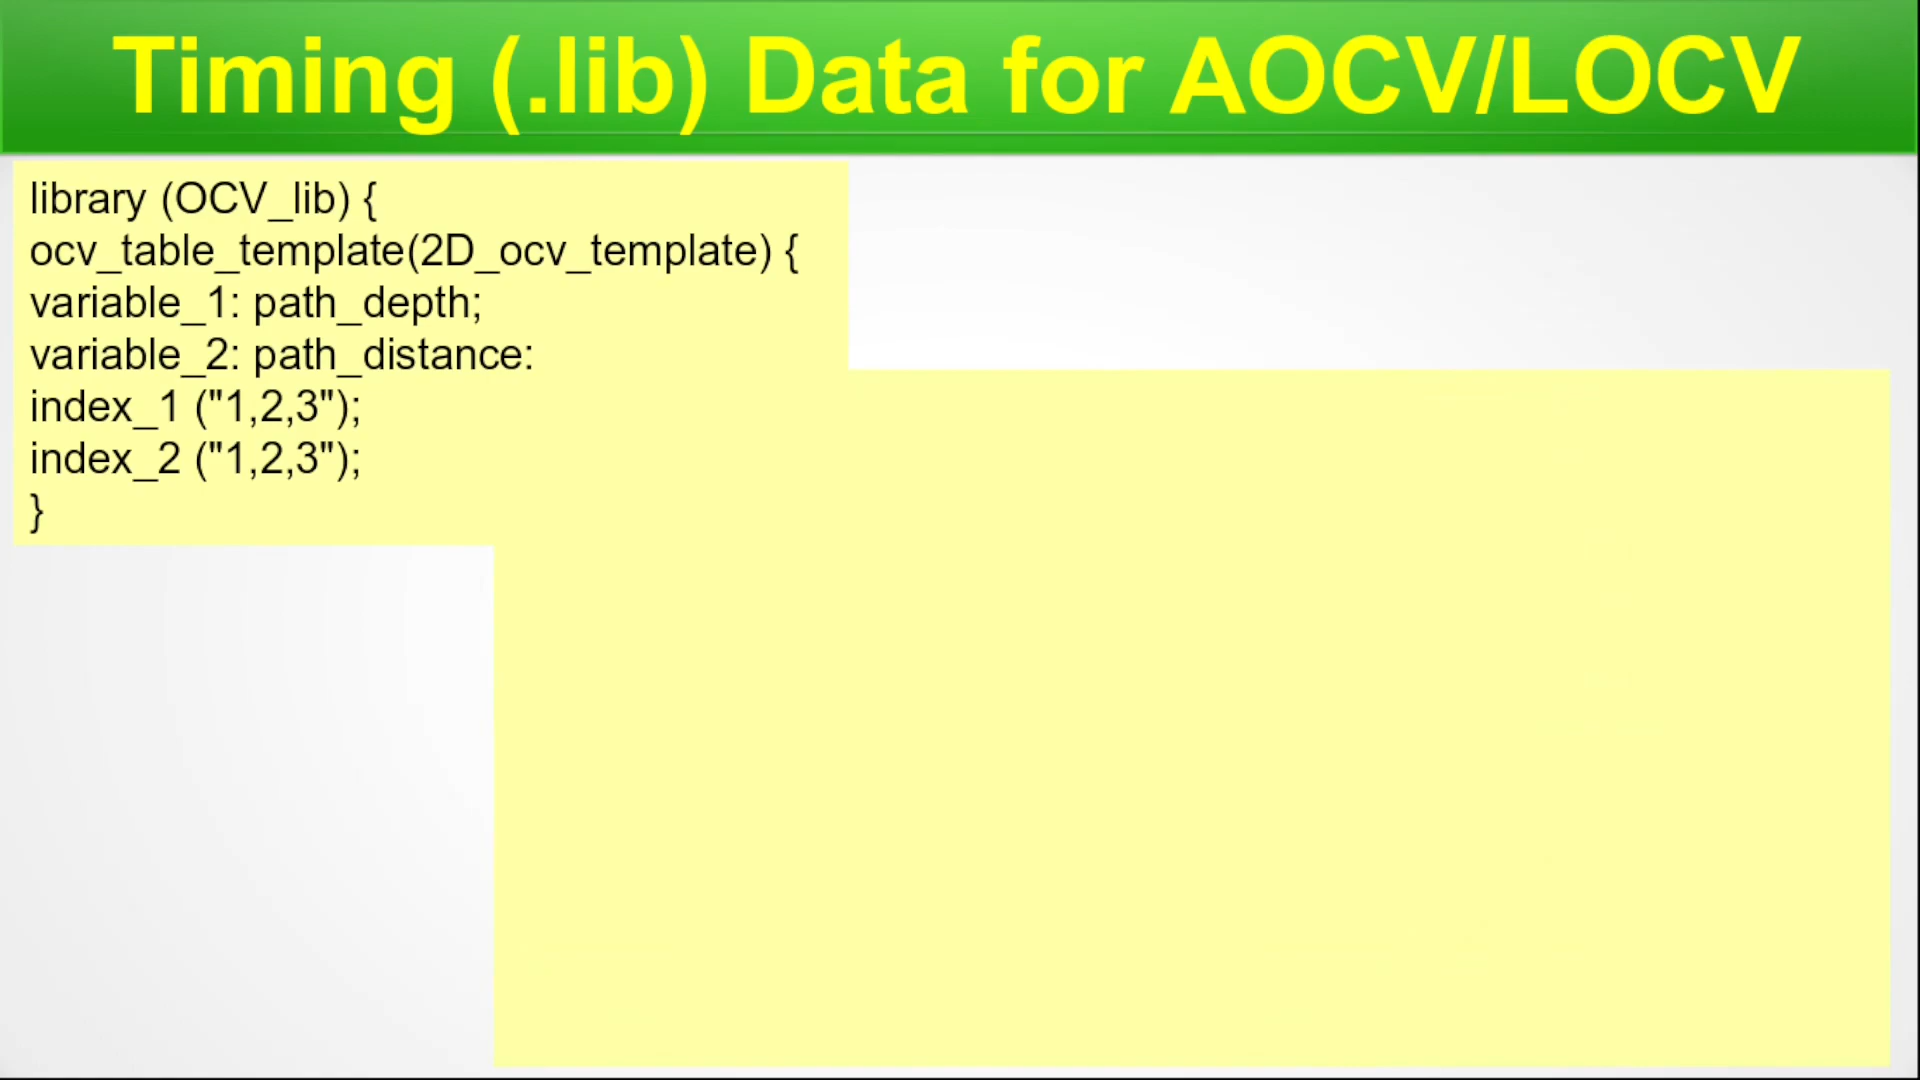 Timing (.lib) Data for AOCV/LOCV
library (OCV_lib) {
ocv_table_template(2D_ocv_template) {
variable_1: path_depth;
variable_2: path_distance:
index_1 ("1,2,3");
index_2 ("1,2,3");
}